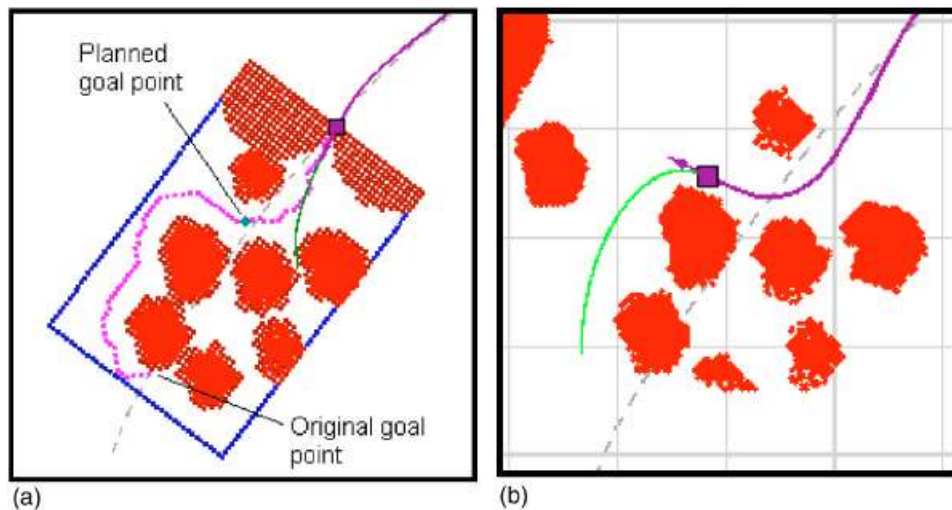 Planned
goal point
Original goal
point
(a)
(b)